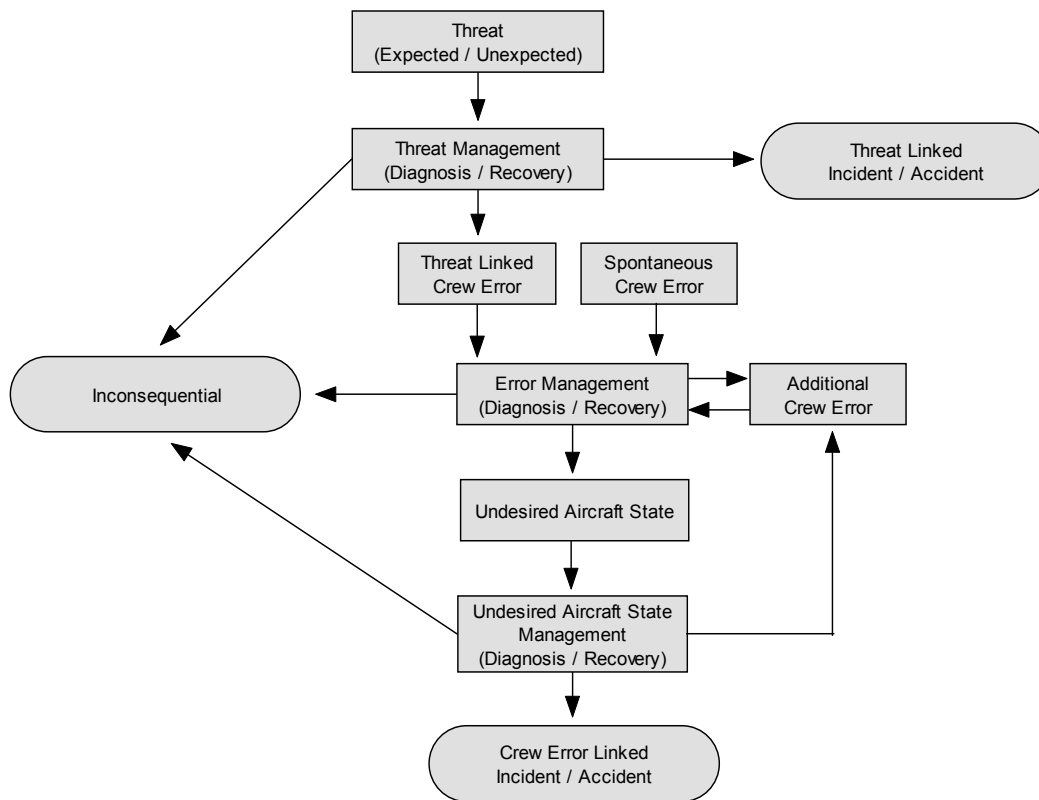 Threat
(Expected / Unexpected)
Threat Management
(Diagnosis / Recovery)
Threat Linked
Incident / Accident
Threat Linked
Crew Error
Spontaneous
Crew Error
Inconsequential
Error Management
(Diagnosis / Recovery)
Additional
Crew Error
Undesired Aircraft State
Undesired Aircraft State
Management
(Diagnosis / Recovery)
Crew Error Linked
Incident / Accident